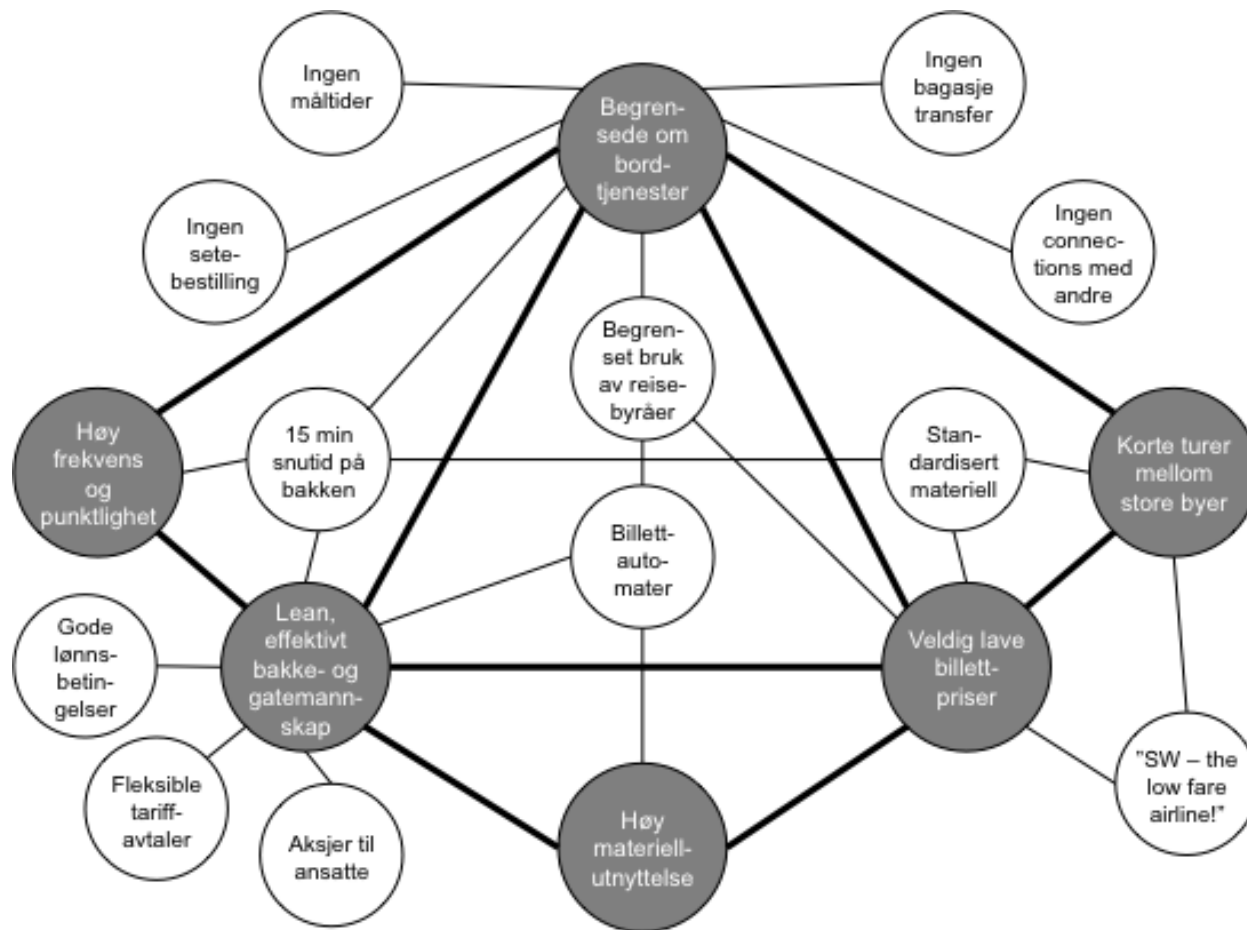 Ingen
måltider
Ingen
bagasje
transfer
Begren-
sede om
bord-
tjenester
Ingen
sete-
bestilling
Ingen
connec-
tions med
andre
Begren-
set bruk
av reise-
byråer
Høy
frekvens
og
punktlighet
15 min
snutid på
bakken
Stan-
dardisert
materiell
Korte turer
mellom
store byer
Billett-
auto-
mater
Gode
lønns-
betin-
gelser
Lean,
effektivt
bakke- og
gatemann-
skap
Veldig lave
billett-
priser
Fleksible
tariff-
avtaler
Aksjer til
ansatte
Høy
materiell-
utnyttelse
”SW – the
low fare
airline!”